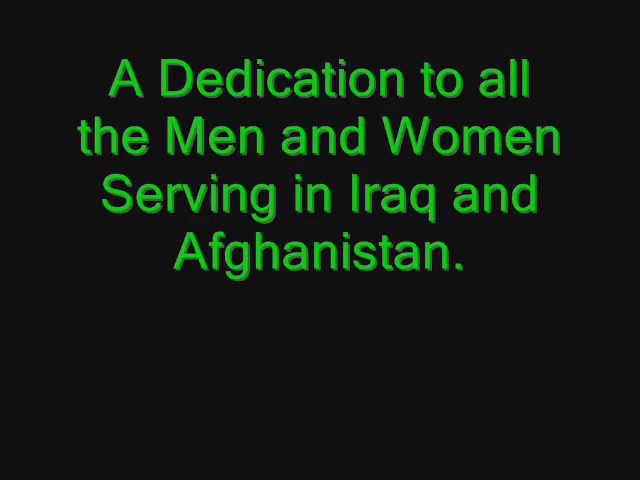 A Dedication to all
the Men and Women
Serving in Iraq and
Afghanistan.